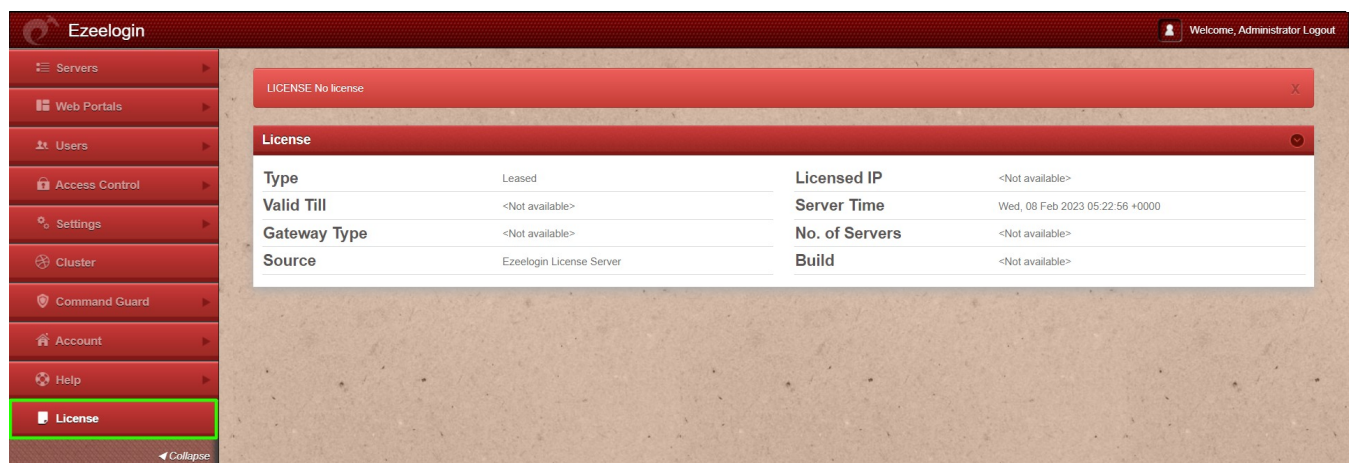 Ezeelogin
Welcome, Administrator Logout
Servers
Web Portals
Users
Access Control
Settings
Cluster
Command Guard
Account
Help
License
Collapse
LICENSE No license
X
License
Type Leased Licensed IP <Not available>
Valid Till <Not available> Server Time Wed, 08 Feb 2023 05:22:56 +0000
Gateway Type <Not available> No. of Servers <Not available>
Source Ezeelogin License Server Build <Not available>